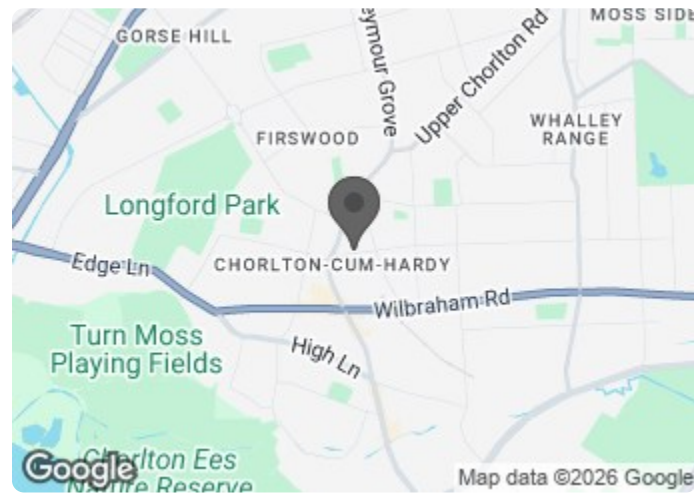 MOSS SIDE
GORSE HILL
eymour Grove
Upper Chorlton Rd
WHALLEY
RANGE
FIRSWOOD
Longford Park
Edge Ln
CHORLTON-CUM-HARDY
Wilbraham Rd
Turn Moss
Playing Fields
High Ln
Chorlton Ees
Nature Reserve
Google
Map data ©2026 Google